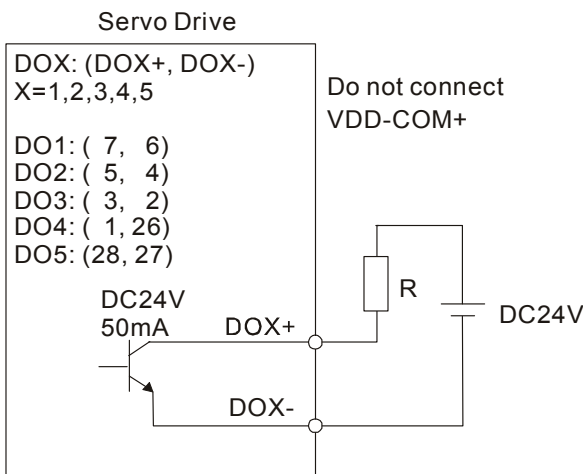 Servo Drive
DOX: (DOX+, DOX-)
X=1,2,3,4,5
Do not connect
VDD-COM+
DO1: ( 7, 6)
DO2: ( 5, 4)
DO3: ( 3, 2)
DO4: ( 1, 26)
DO5: (28, 27)
DC24V
50mA
DOX+
R
DC24V
DOX-